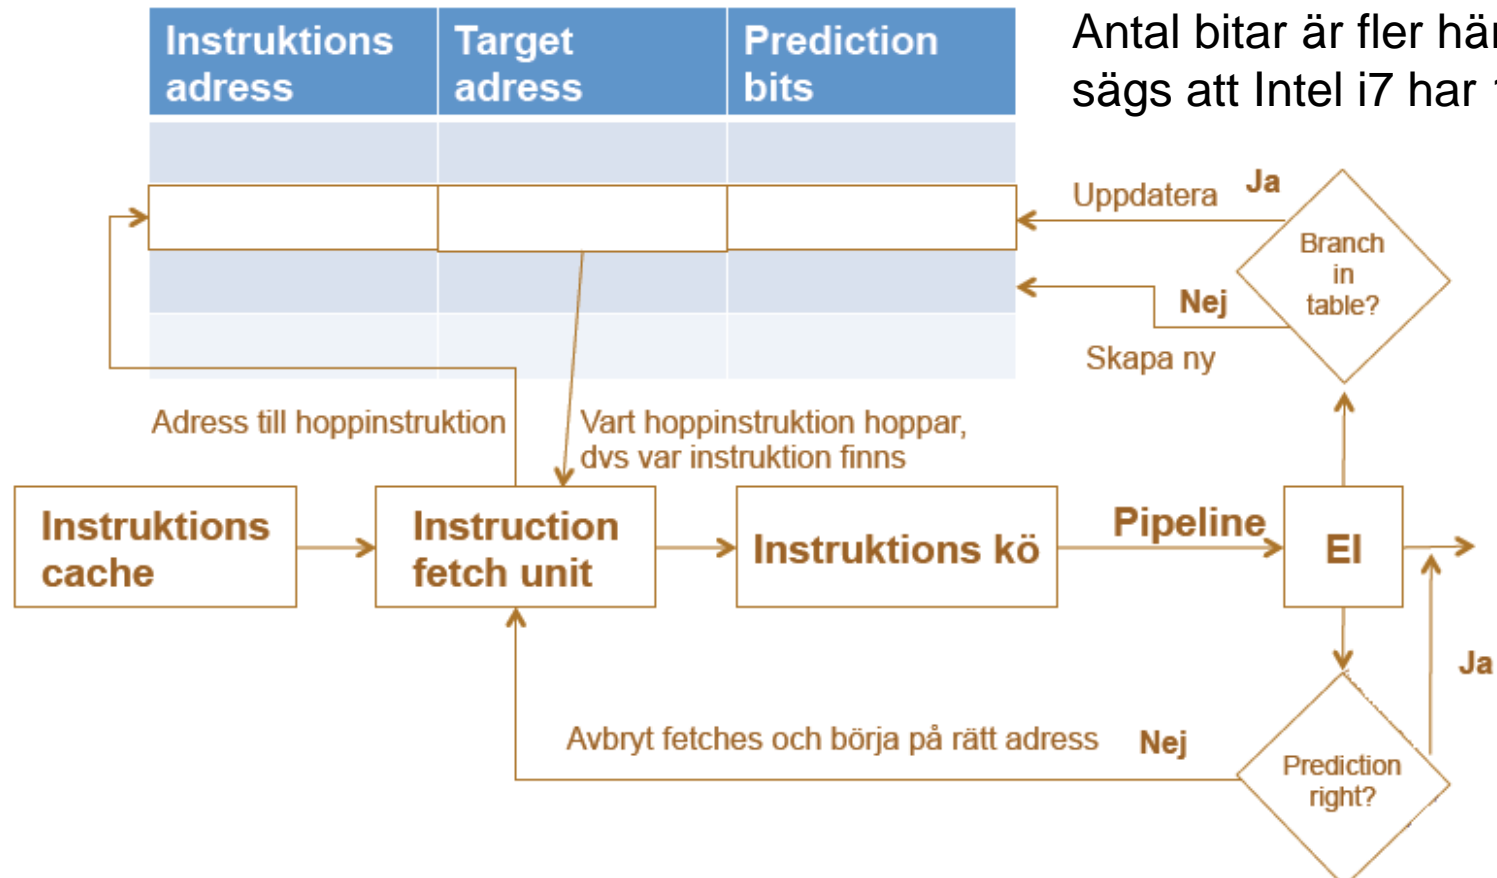 Instruktions
adress
Target
adress
Prediction
bits
Antal bitar är fler här
sägs att Intel i7 har
Uppdatera
Ja
Branch
in
table?
Nej
Skapa ny
Adress till hoppinstruktion
Vart hoppinstruktion hoppar,
dvs var instruktion finns
Instruktions
cache
Instruction
fetch unit
Instruktions kö
Pipeline
EI
Ja
Avbryt fetches och börja på rätt adress
Nej
Prediction
right?